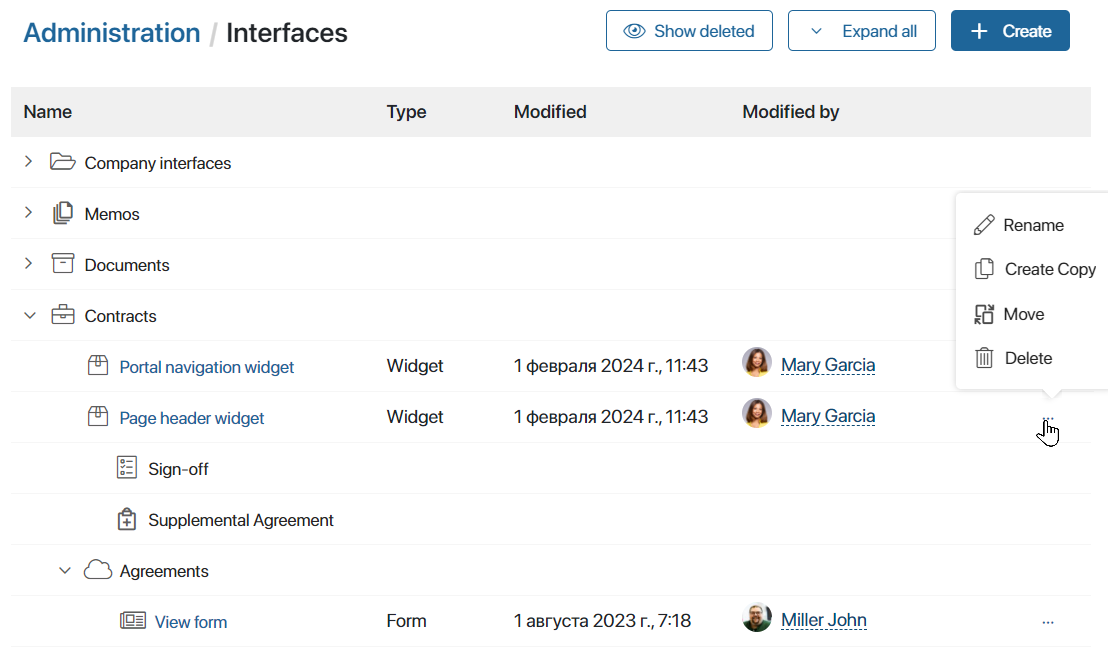 Administration / Interfaces
Show deleted
Expand all
Create
Name Type Modified Modified by
Company interfaces
Memos
Documents
Contracts
Portal navigation widget Widget 1 февраля 2024 г., 11:43 Mary Garcia
Page header widget Widget 1 февраля 2024 г., 11:43 Mary Garcia ...
Sign-off
Supplemental Agreement
Agreements
View form Form 1 августа 2023 г., 7:18 Miller John ...
Rename
Create Copy
Move
Delete